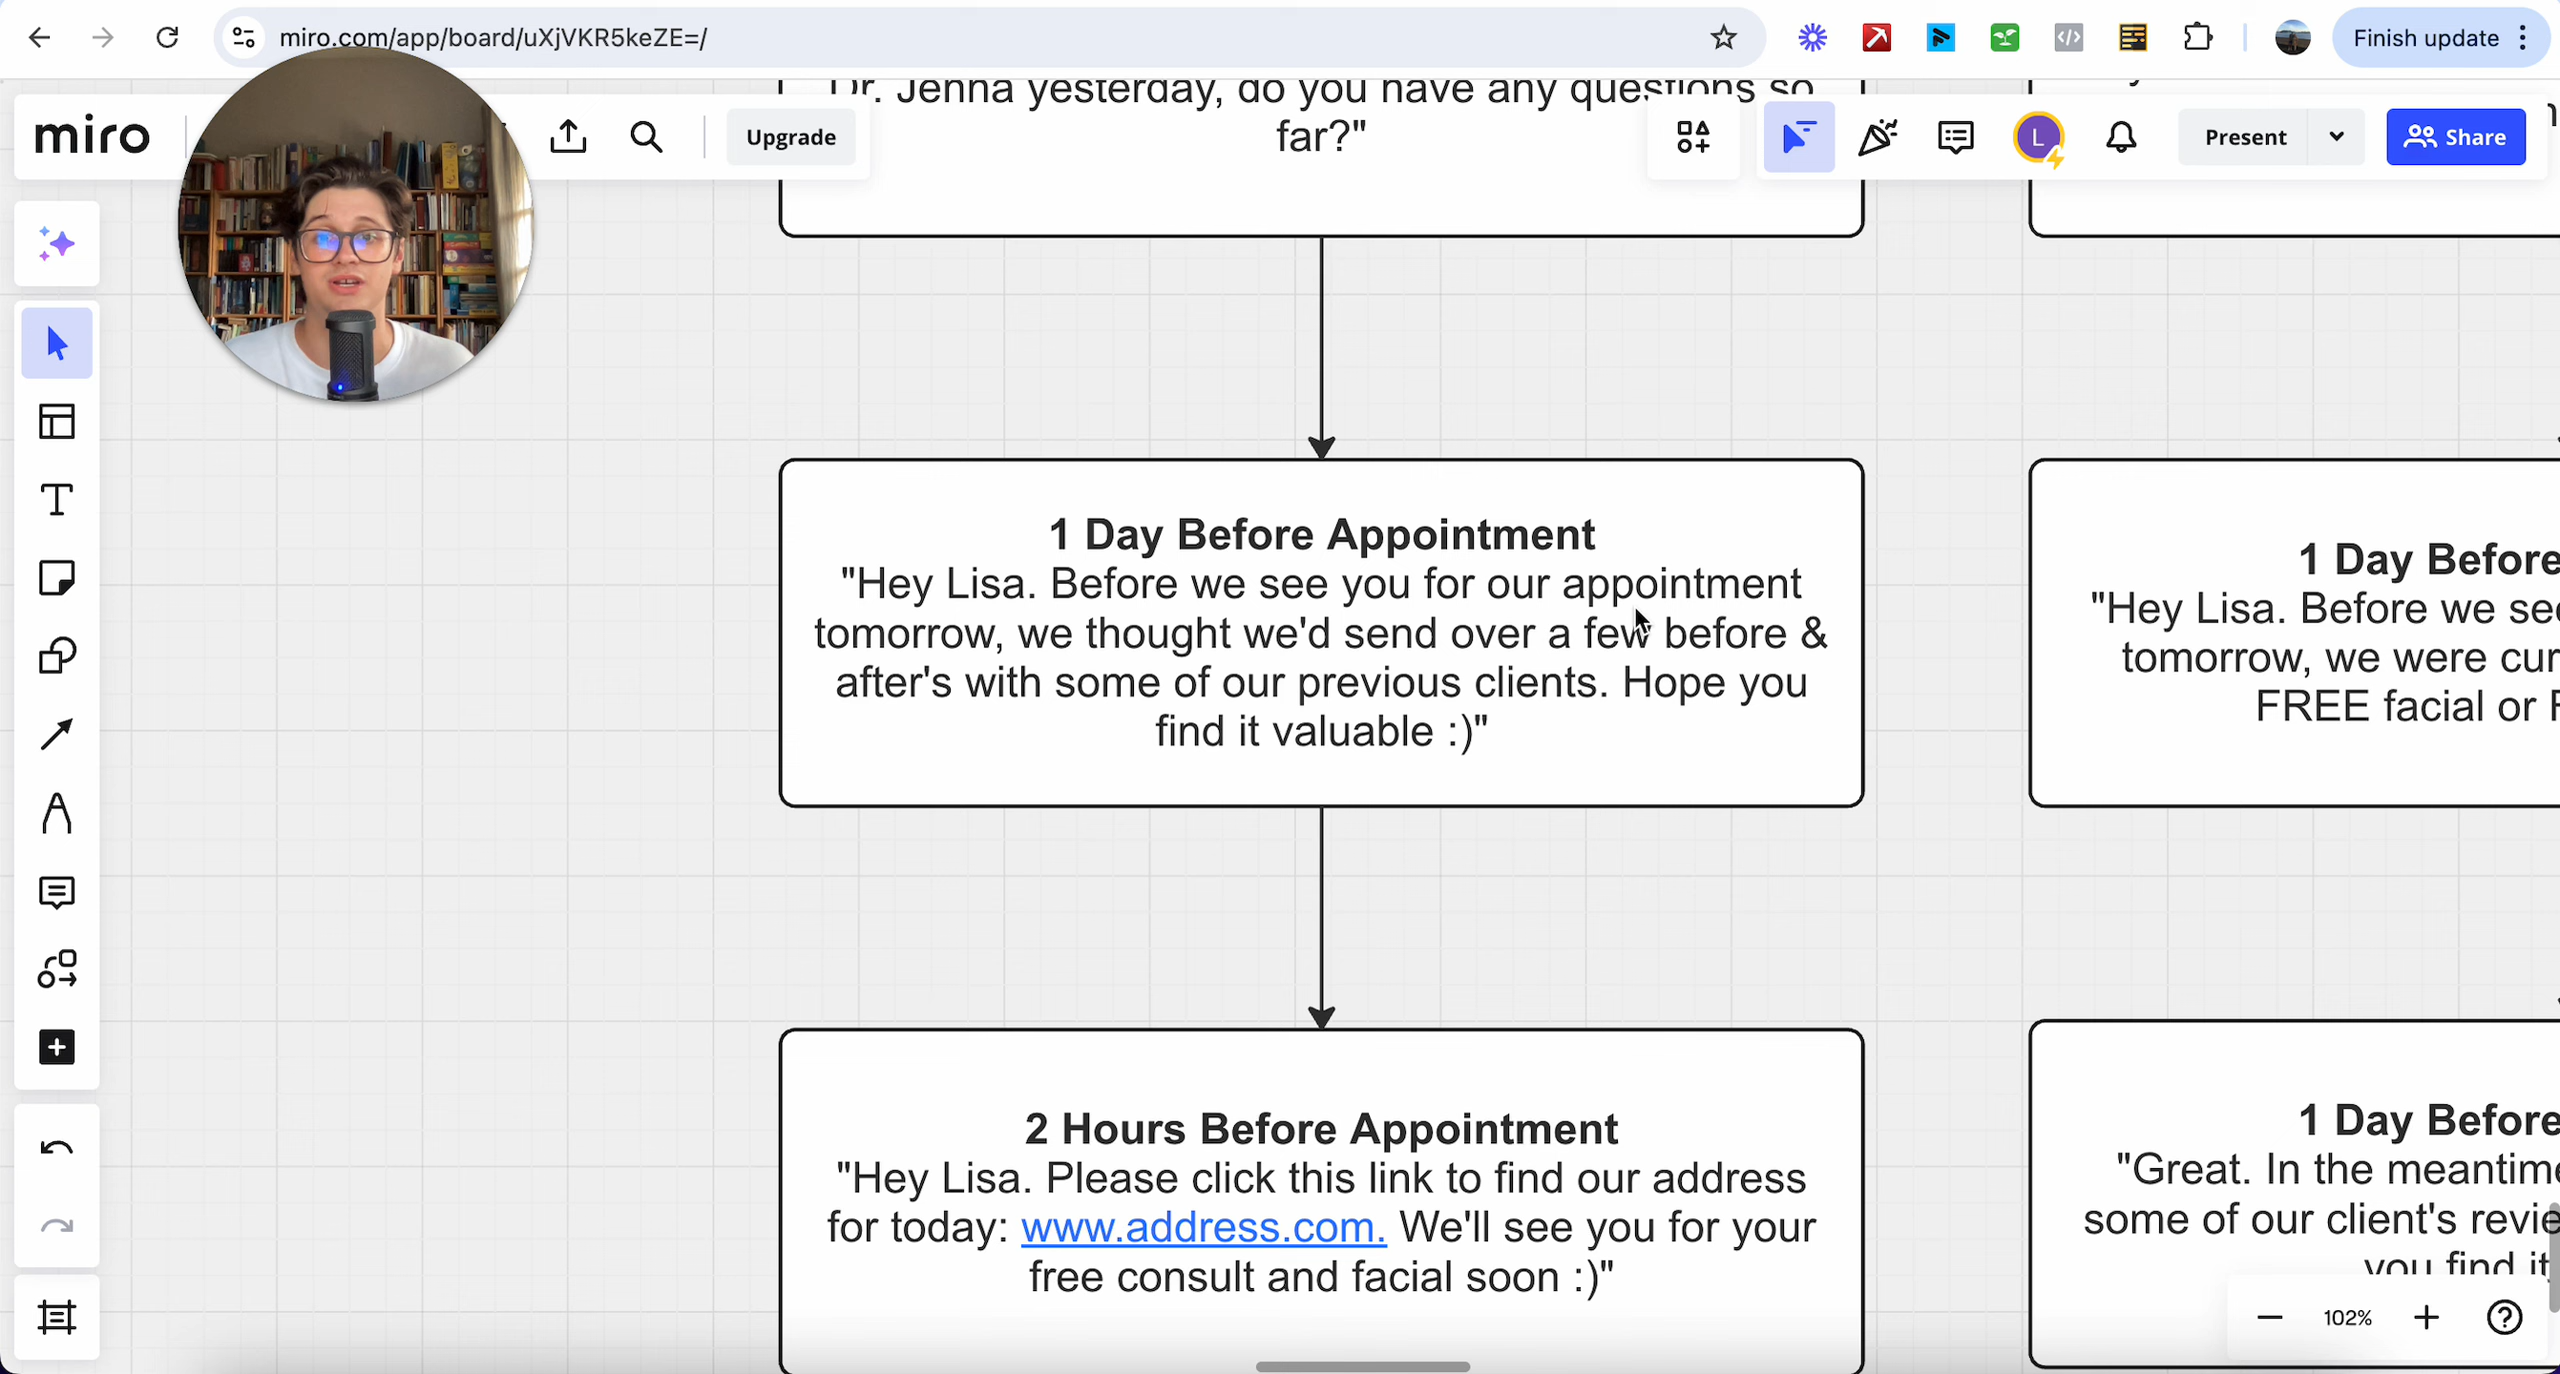 miro.com/app/board/uXjVKR5keZE=/
Finish update
miro
Upgrade
L
Present
Share
Dr. Jenna yesterday, do you have any questions so
far?"
1 Day Before Appointment
"Hey Lisa. Before we see you for our appointment
tomorrow, we thought we'd send over a few before &
after's with some of our previous clients. Hope you
find it valuable :)"
2 Hours Before Appointment
"Hey Lisa. Please click this link to find our address
for today: www.address.com. We'll see you for your
free consult and facial soon :)"
1 Day Before
"Hey Lisa. Before we see
tomorrow, we were cur
FREE facial or F
1 Day Before
"Great. In the meantime
some of our client's revie
you find it
102%